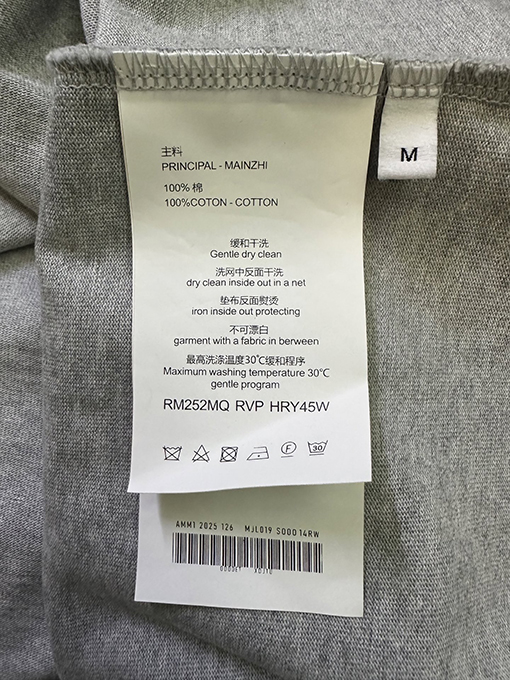 主料
PRINCIPAL - MAINZHI
100% 棉
100%COTON - COTTON
缓和干洗
Gentle dry clean
洗网中反面干洗
dry clean inside out in a net
垫布反面熨烫
iron inside out protecting
不可漂白
garment with a fabric in berween
最高洗涤温度30℃缓和程序
Maximum washing temperature 30℃
gentle program
RM252MQ RVP HRY45W
F
30
M
AMM1 2025 126 MJL019 S000 14RW